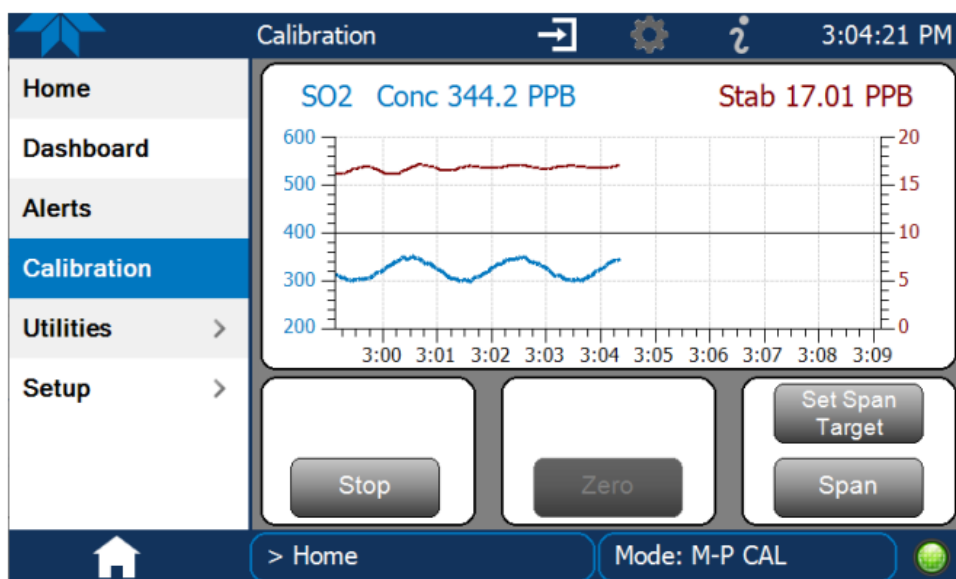 Calibration
3:04:21 PM
Home
Dashboard
Alerts
Calibration
Utilities >
Setup >
SO2 Conc 344.2 PPB
Stab 17.01 PPB
600
500
400
300
200
20
15
10
5
0
3:00 3:01 3:02 3:03 3:04 3:05 3:06 3:07 3:08 3:09
Stop
Zero
Set Span
Target
Span
> Home
Mode: M-P CAL